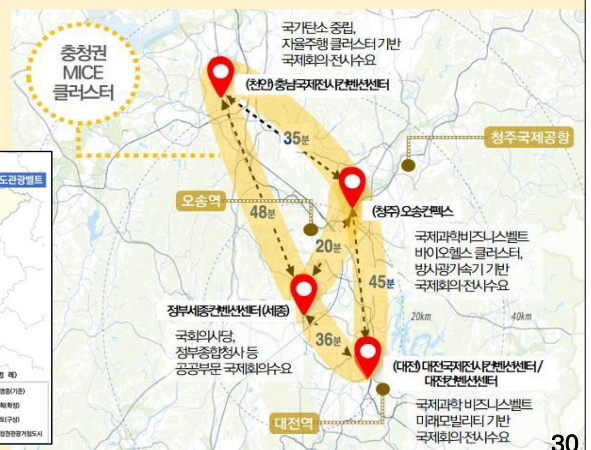 충청권
MICE
클러스터
국가탄소 중립,
자율주행 클러스터 기반
국제회의·전시수요
(천안) 충남국제전시컨벤션센터
35분
청주국제공항
오송역
48분
20분
45분
36분
(청주) 오송컨펙스
국제과학비즈니스벨트
바이오헬스 클러스터,
방사광가속기 기반
국제회의·전시수요
정부세종컨벤션센터 (세종)
국회의사당,
정부종합청사 등
공공부문 국제회의수요
20km
40km
(대전) 대전국제전시컨벤션센터 /
대전컨벤션센터
국제과학 비즈니스벨트
미래모빌리티 기반
국제회의·전시수요
대전역
도관광벨트
30